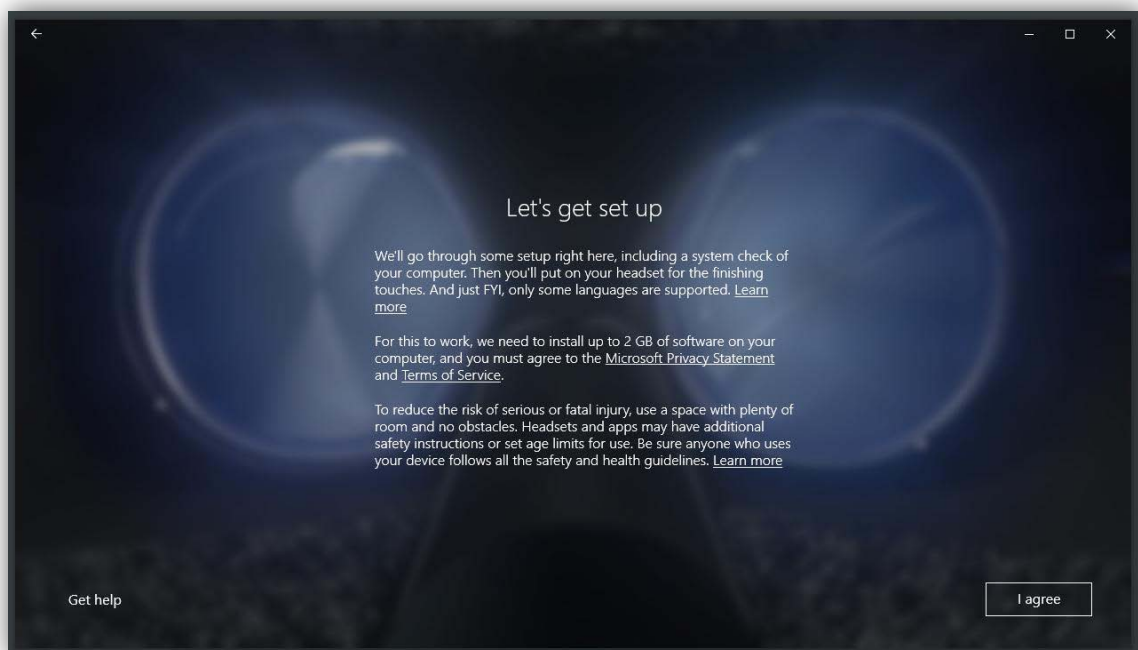 Let's get set up
We'll go through some setup right here, including a system check of
your computer. Then you'll put on your headset for the finishing
touches. And just FYI, only some languages are supported. Learn
more
For this to work, we need to install up to 2 GB of software on your
computer, and you must agree to the Microsoft Privacy Statement
and Terms of Service.
To reduce the risk of serious or fatal injury, use a space with plenty of
room and no obstacles. Headsets and apps may have additional
safety instructions or set age limits for use. Be sure anyone who uses
your device follows all the safety and health guidelines. Learn more
Get help
I agree